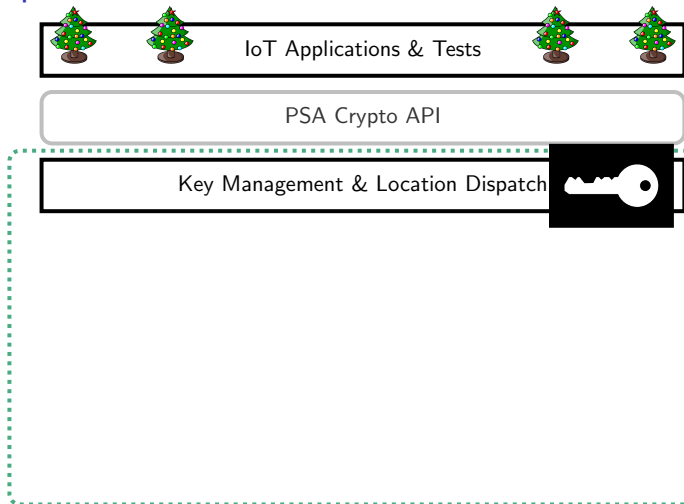 IoT Applications & Tests
PSA Crypto API
Key Management & Location Dispatch